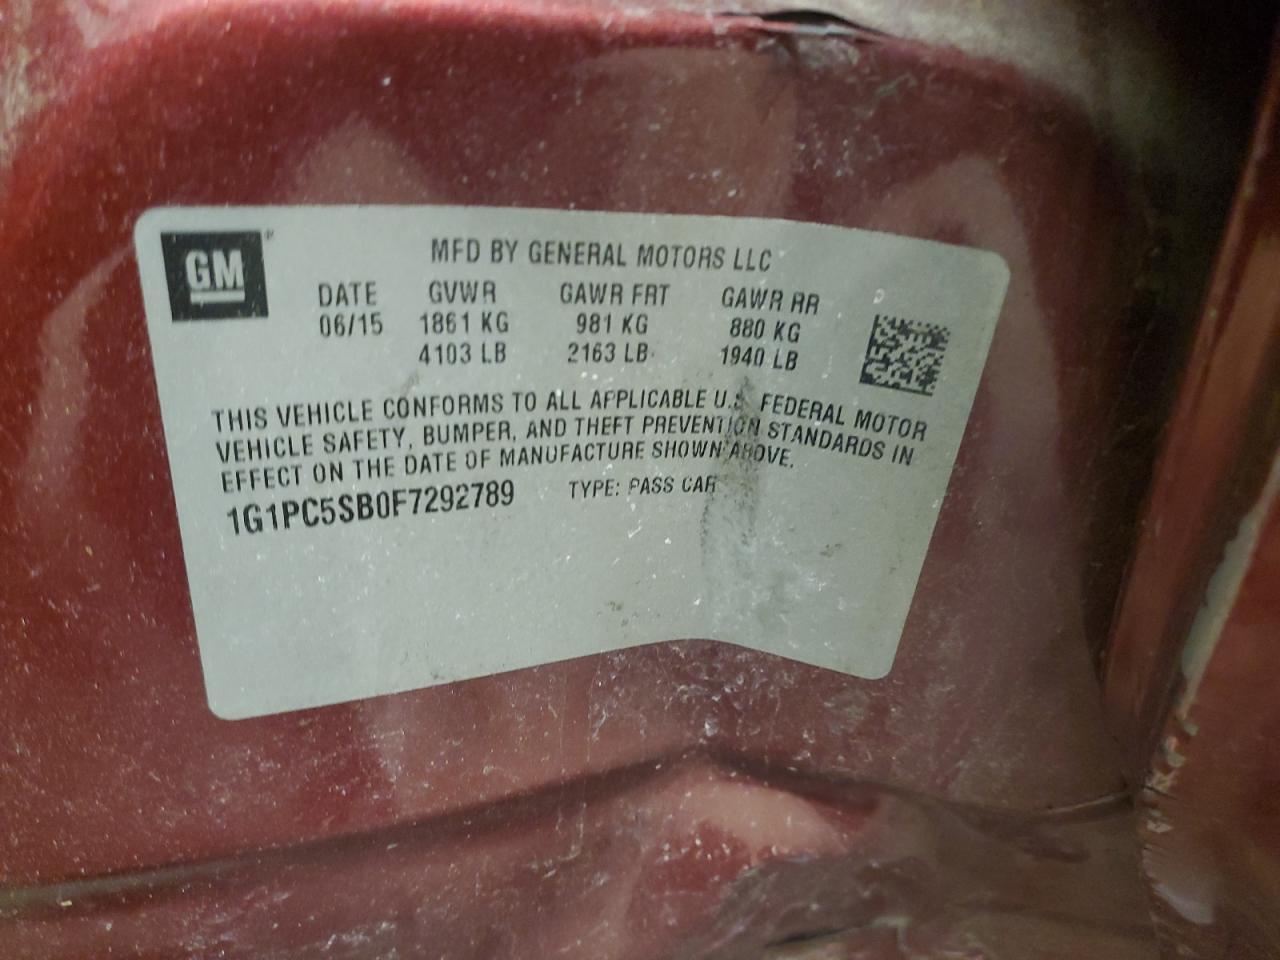 GM
MFD BY GENERAL MOTORS LLC
DATE GVWR GAWR FRT GAWR RR
06/15 1861 KG 981 KG 880 KG
4103 LB 2163 LB 1940 LB
THIS VEHICLE CONFORMS TO ALL APPLICABLE U.S. FEDERAL MOTOR
VEHICLE SAFETY, BUMPER, AND THEFT PREVENTION STANDARDS IN
EFFECT ON THE DATE OF MANUFACTURE SHOWN ABOVE.
1G1PC5SB0F7292789 TYPE: PASS CAR